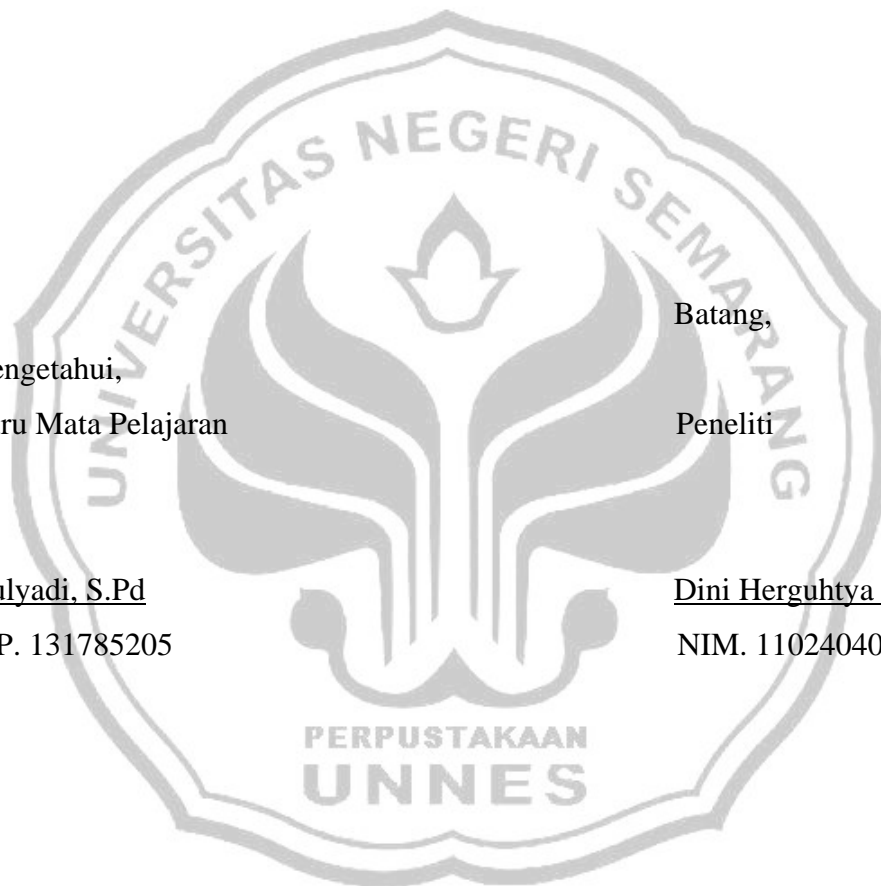 UNIVERSITAS NEGERI SEMARANG
Batang,
engetahui,
ru Mata Pelajaran Peneliti
ulyadi, S.Pd Dini Herguhtya
P. 131785205 NIM. 11024040
PERPUSTAKAAN
UNNES